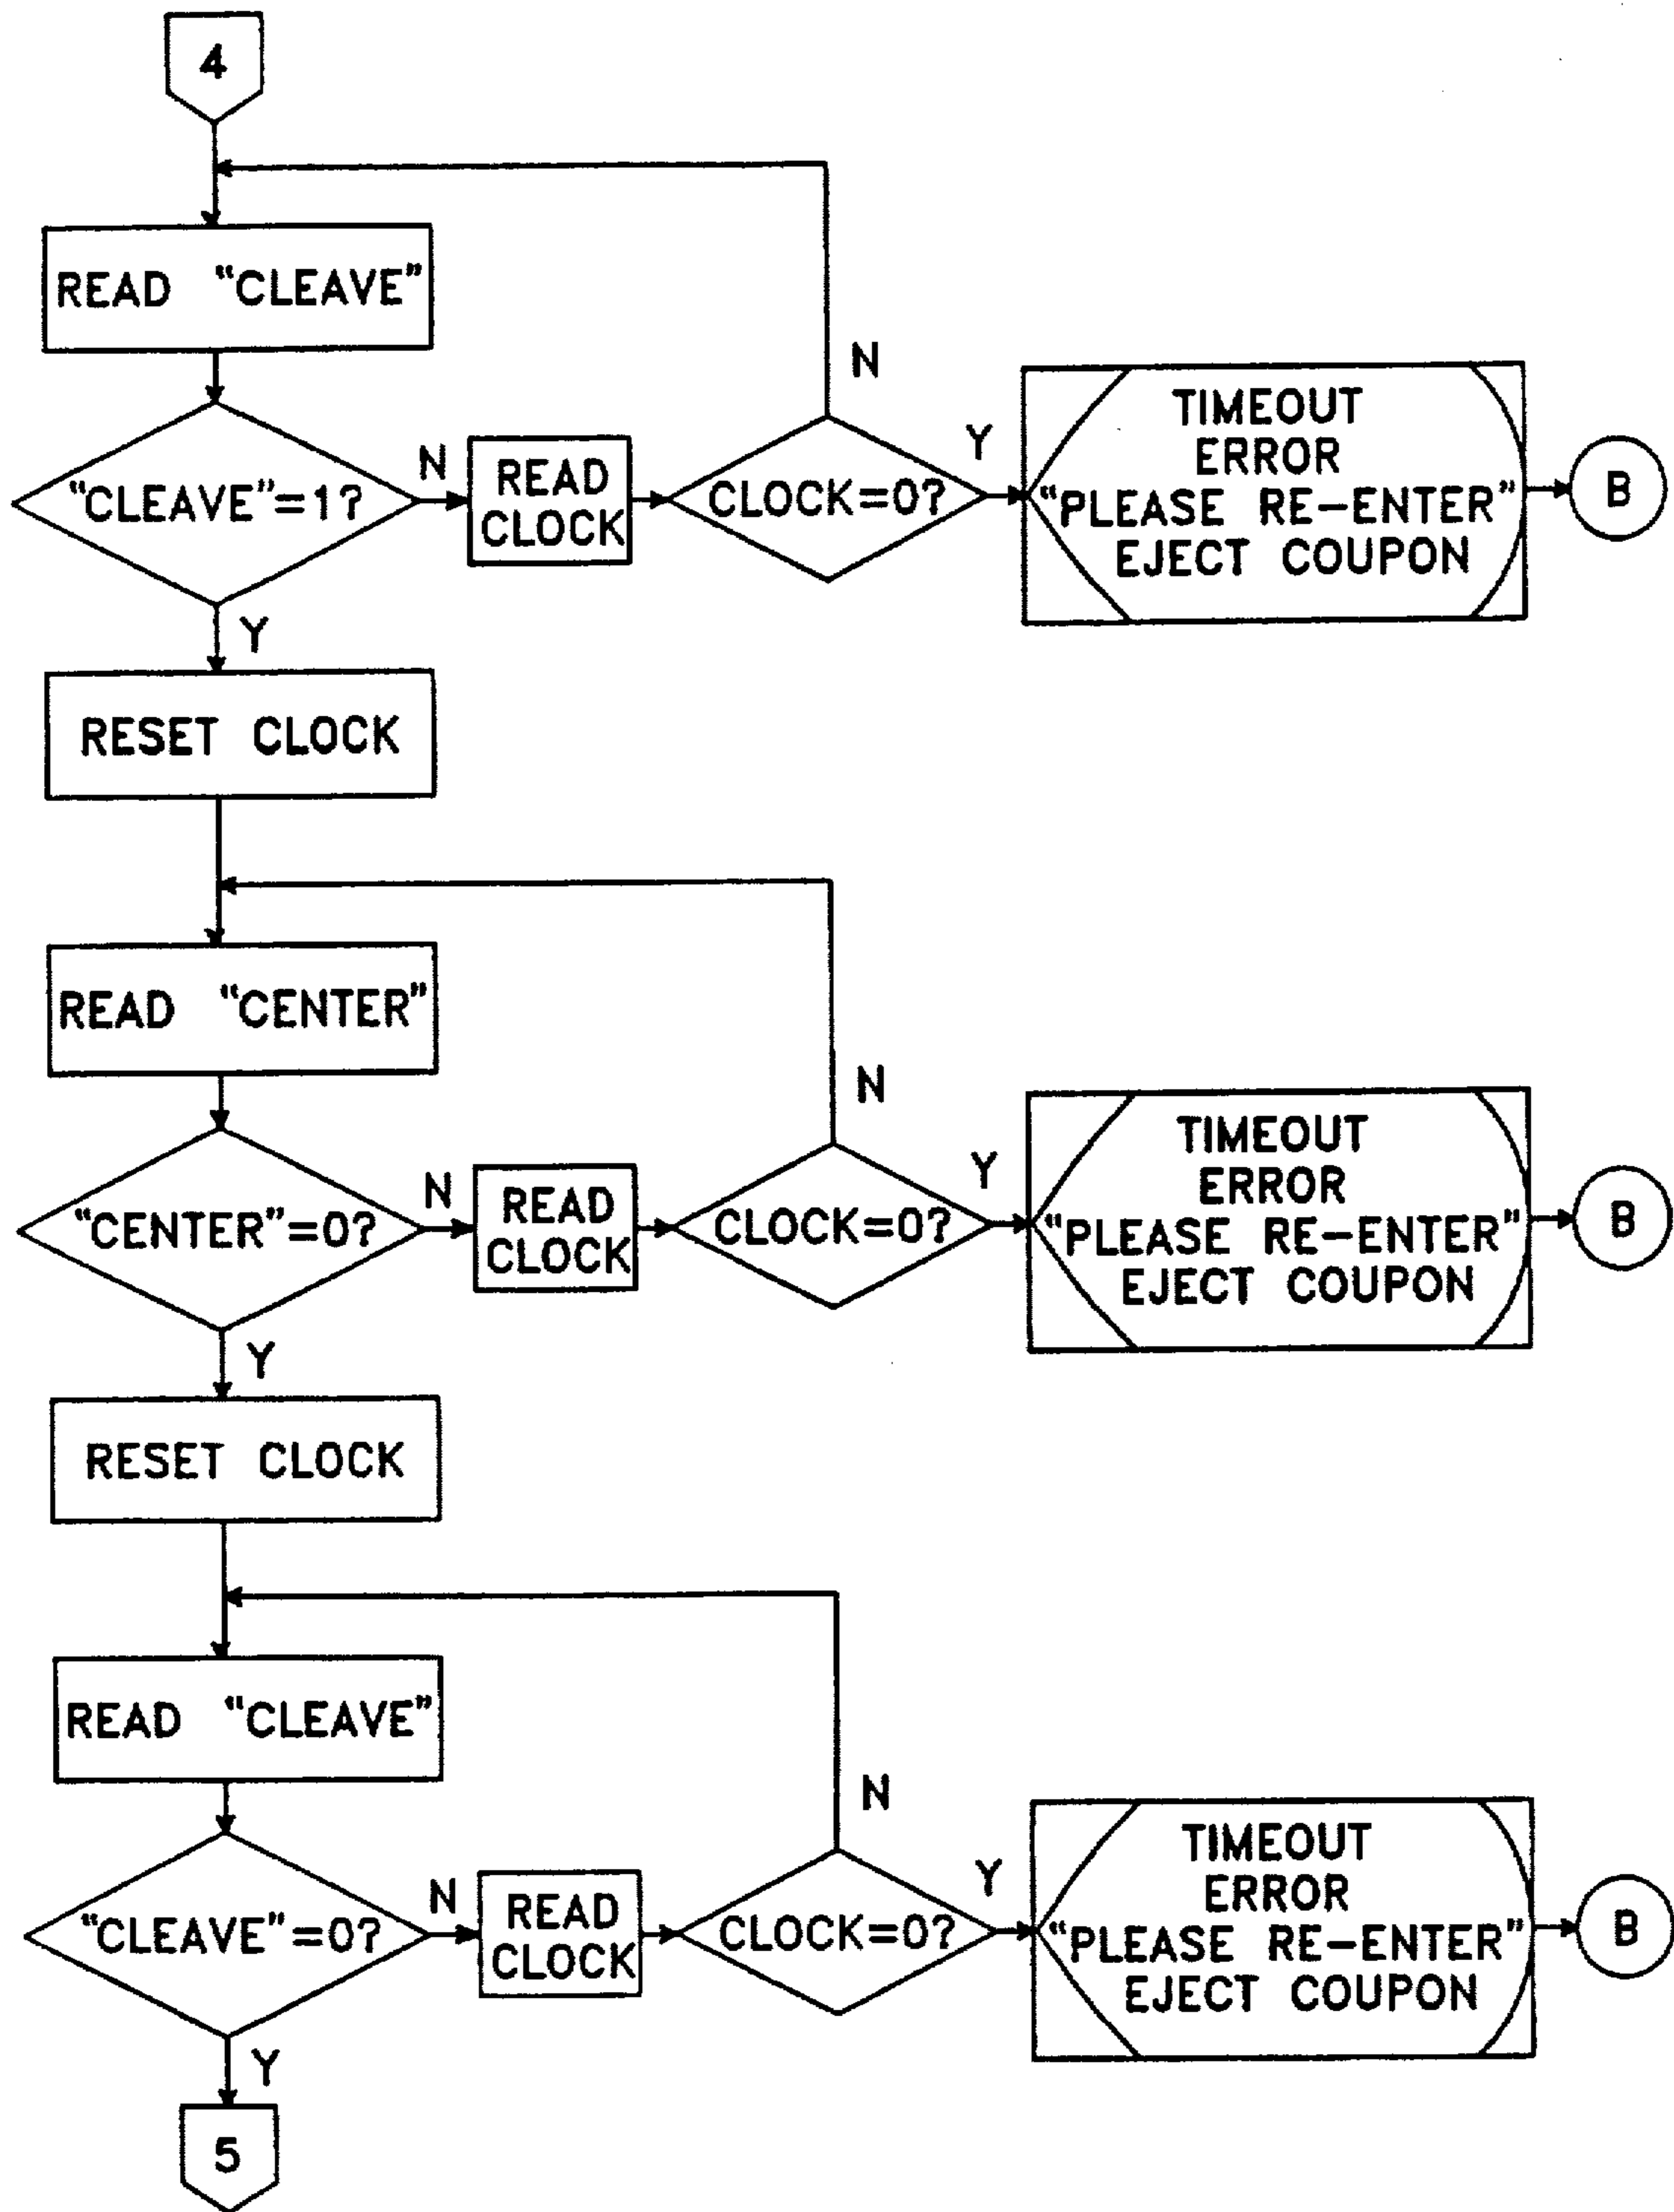 4
READ "CLEAVE"
"CLEAVE"=1?
N
READ
CLOCK
CLOCK=0?
N
Y
TIMEOUT
ERROR
"PLEASE RE-ENTER"
EJECT COUPON
B
Y
RESET CLOCK
READ "CENTER"
"CENTER"=0?
N
READ
CLOCK
CLOCK=0?
N
Y
TIMEOUT
ERROR
"PLEASE RE-ENTER"
EJECT COUPON
B
Y
RESET CLOCK
READ "CLEAVE"
"CLEAVE"=0?
N
READ
CLOCK
CLOCK=0?
N
Y
TIMEOUT
ERROR
"PLEASE RE-ENTER"
EJECT COUPON
B
Y
5